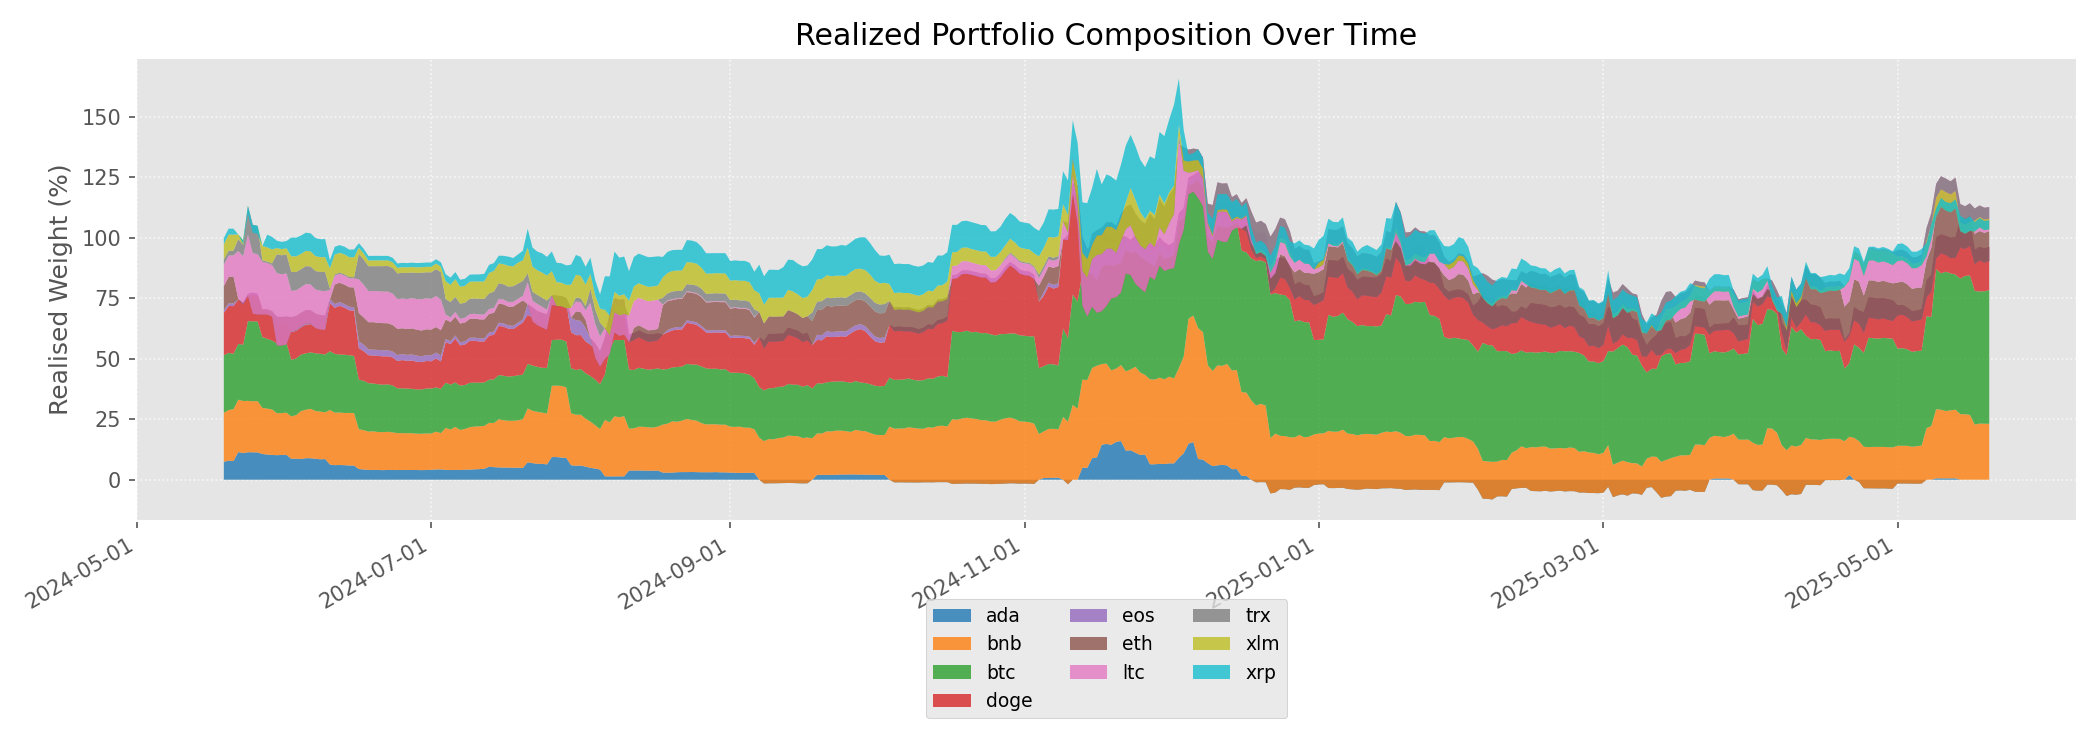 Realized Portfolio Composition Over Time
Realised Weight (%)
150
125
100
75
50
25
0
2024-05-01
2024-07-01
2024-09-01
2024-11-01
2025-01-01
2025-03-01
2025-05-01
ada
bnb
btc
doge
eos
eth
ltc
trx
xlm
xrp